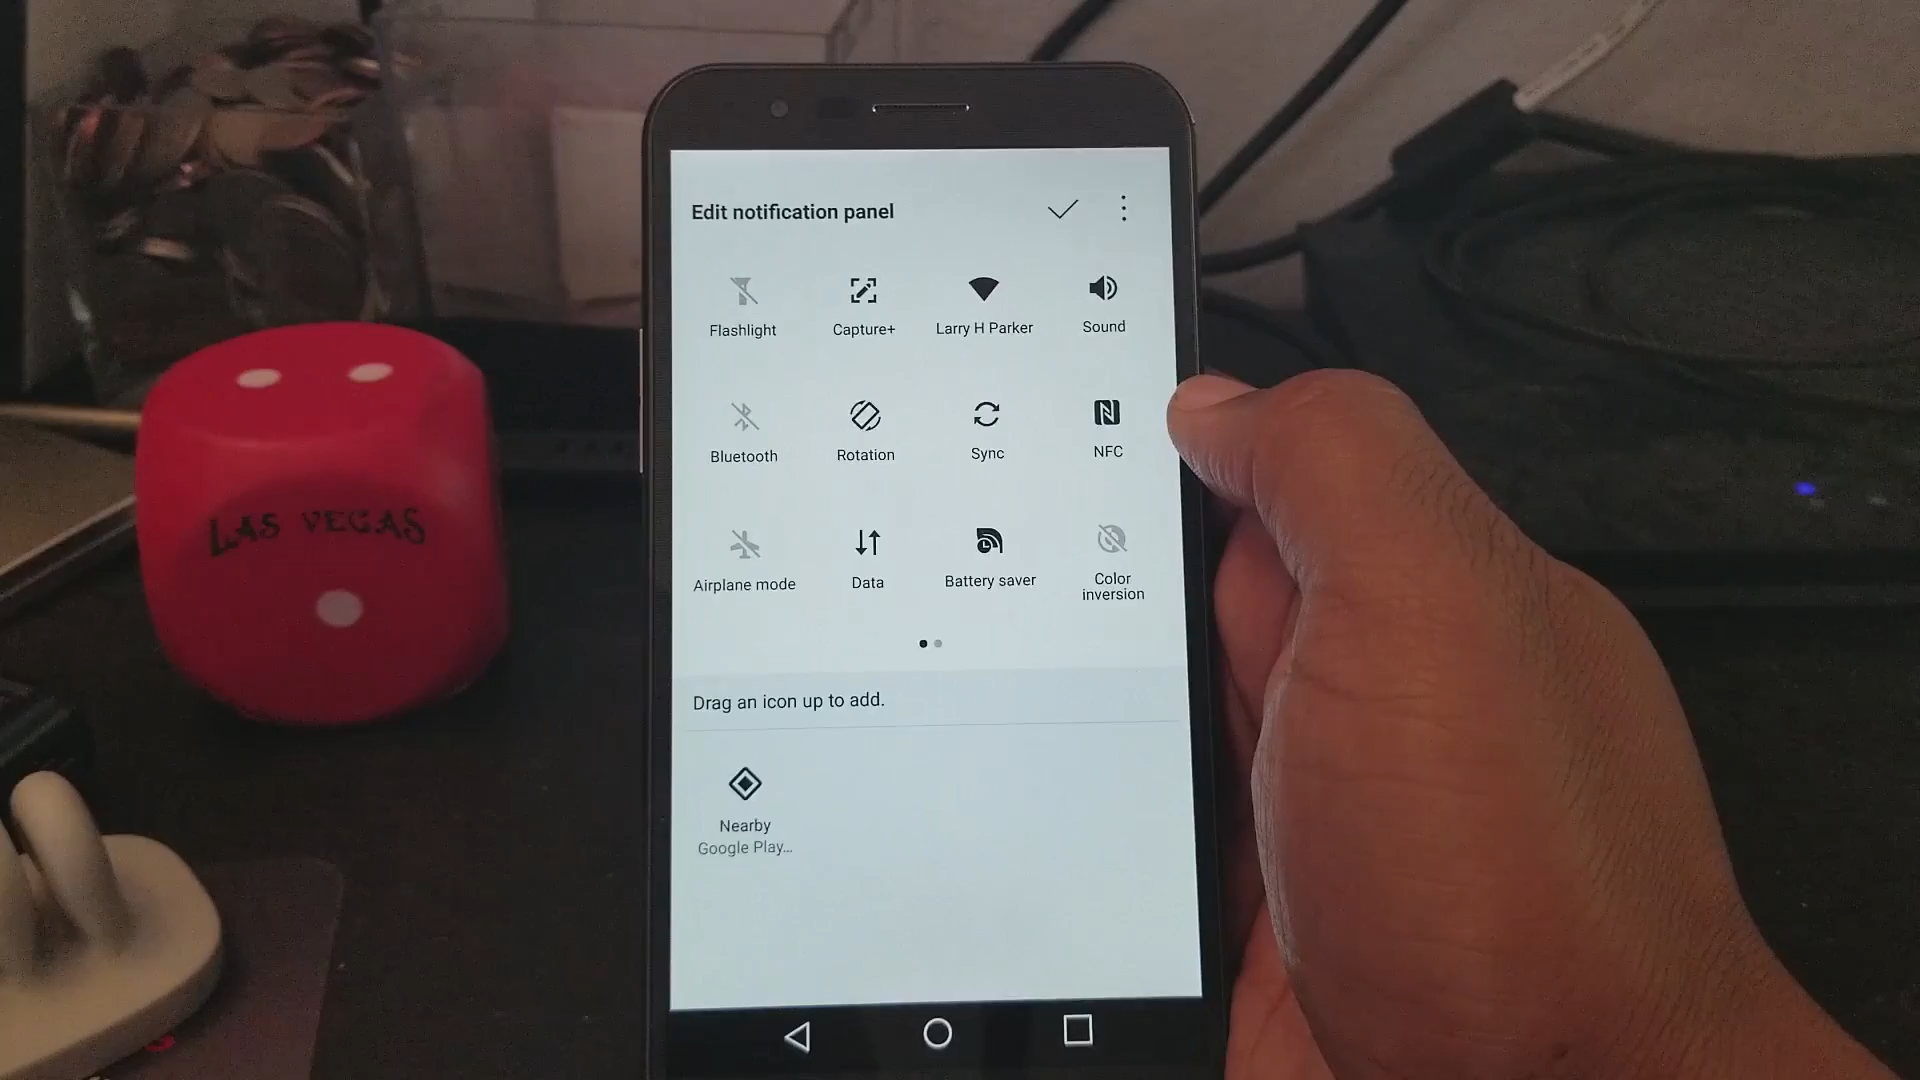 Edit notification panel
Flashlight
Capture+
Larry H Parker
Sound
Bluetooth
Rotation
Sync
NFC
Airplane mode
Data
Battery saver
Color
inversion
Drag an icon up to add.
Nearby
Google Play...
LAS VEGAS